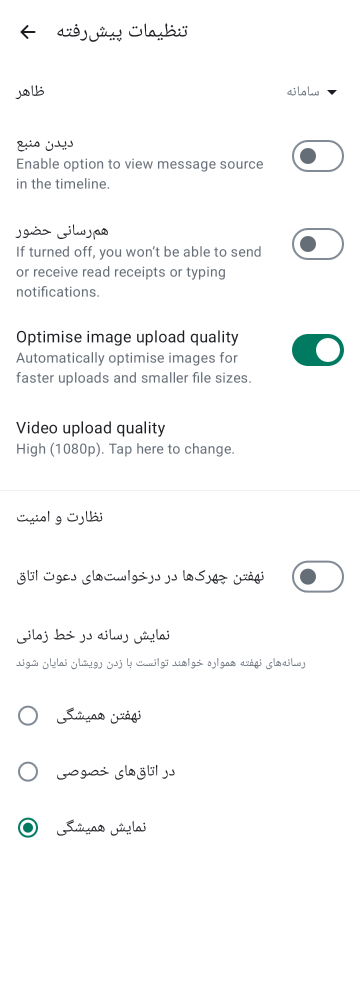 تنظیمات پیش‌رفته
ظاهر
سامانه
دیدن منبع
Enable option to view message source
in the timeline.
هم‌رسانی حضور
If turned off, you won’t be able to send
or receive read receipts or typing
notifications.
Optimise image upload quality
Automatically optimise images for
faster uploads and smaller file sizes.
Video upload quality
High (1080p). Tap here to change.
نظارت و امنیت
نهفتن چهرک‌ها در درخواست‌های دعوت اتاق
نمایش رسانه در خط زمانی
رسانه‌های نهفته همواره خواهند توانست با زدن رویشان نمایان شوند
نهفتن همیشگی
در اتاق‌های خصوصی
نمایش همیشگی